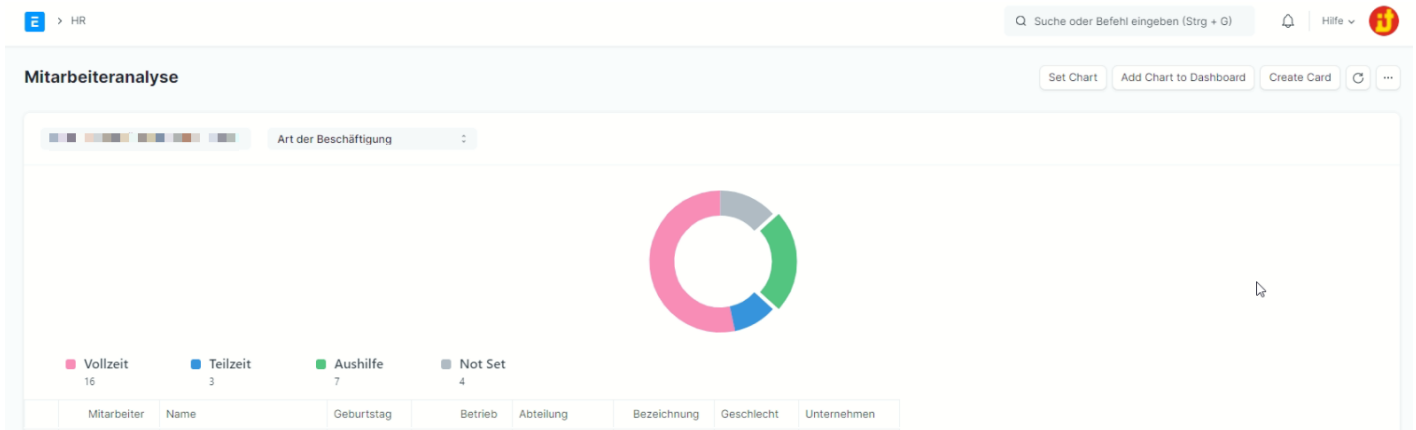 E > HR Suche oder Befehl eingeben (Strg + G) Hilfe it
Mitarbeiteranalyse Set Chart Add Chart to Dashboard Create Card ...
Art der Beschäftigung
Vollzeit Teilzeit Aushilfe Not Set
16 3 7 4
Mitarbeiter Name Geburtstag Betrieb Abteilung Bezeichnung Geschlecht Unternehmen